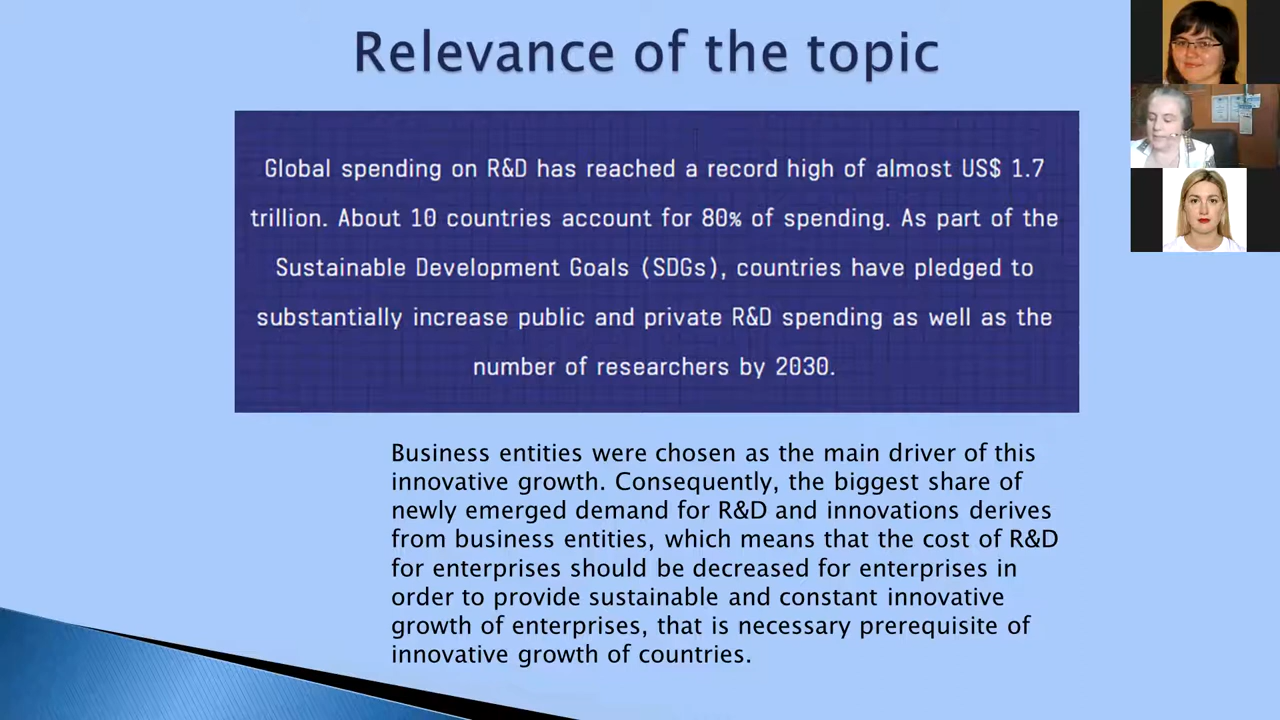 Relevance of the topic
Global spending on R&D has reached a record high of almost US$ 1.7
trillion. About 10 countries account for 80% of spending. As part of the
Sustainable Development Goals (SDGs), countries have pledged to
substantially increase public and private R&D spending as well as the
number of researchers by 2030.
Business entities were chosen as the main driver of this
innovative growth. Consequently, the biggest share of
newly emerged demand for R&D and innovations derives
from business entities, which means that the cost of R&D
for enterprises should be decreased for enterprises in
order to provide sustainable and constant innovative
growth of enterprises, that is necessary prerequisite of
innovative growth of countries.